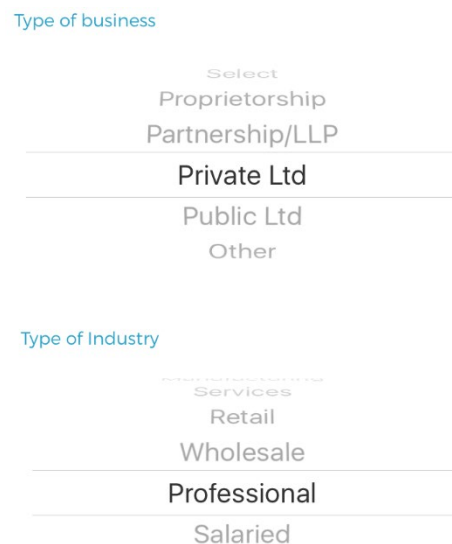 Type of business
Select
Proprietorship
Partnership/LLP
Private Ltd
Public Ltd
Other
Type of Industry
Manufacturing
Services
Retail
Wholesale
Professional
Salaried